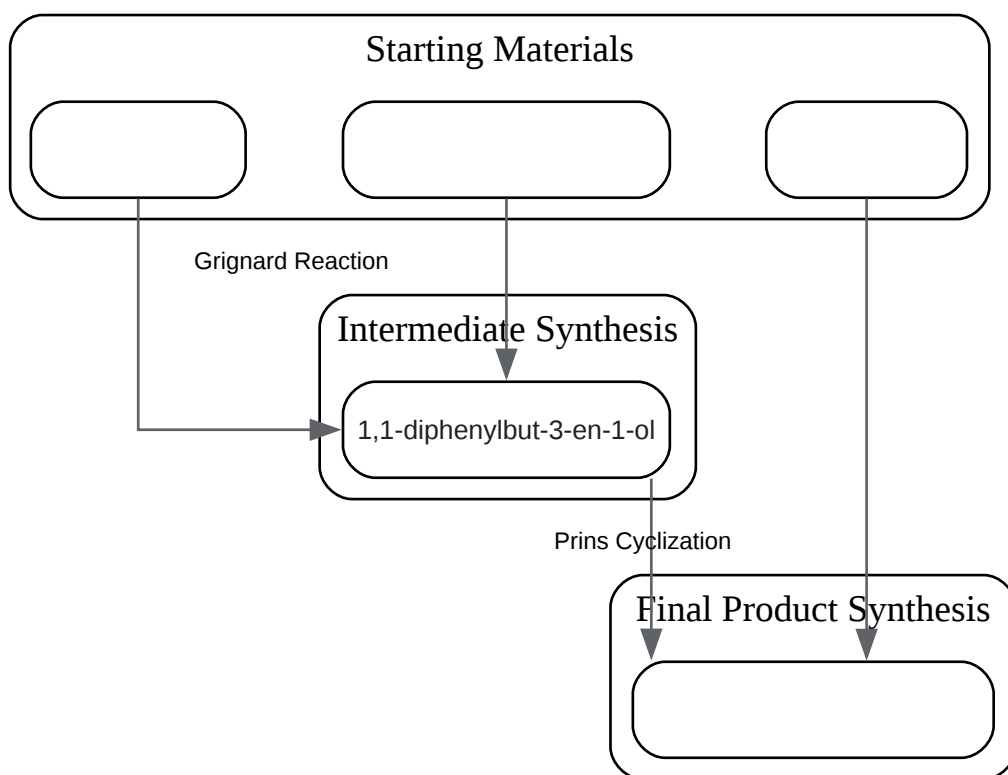 Starting Materials
Grignard Reaction
Intermediate Synthesis
1,1-diphenylbut-3-en-1-ol
Prins Cyclization
Final Product Synthesis